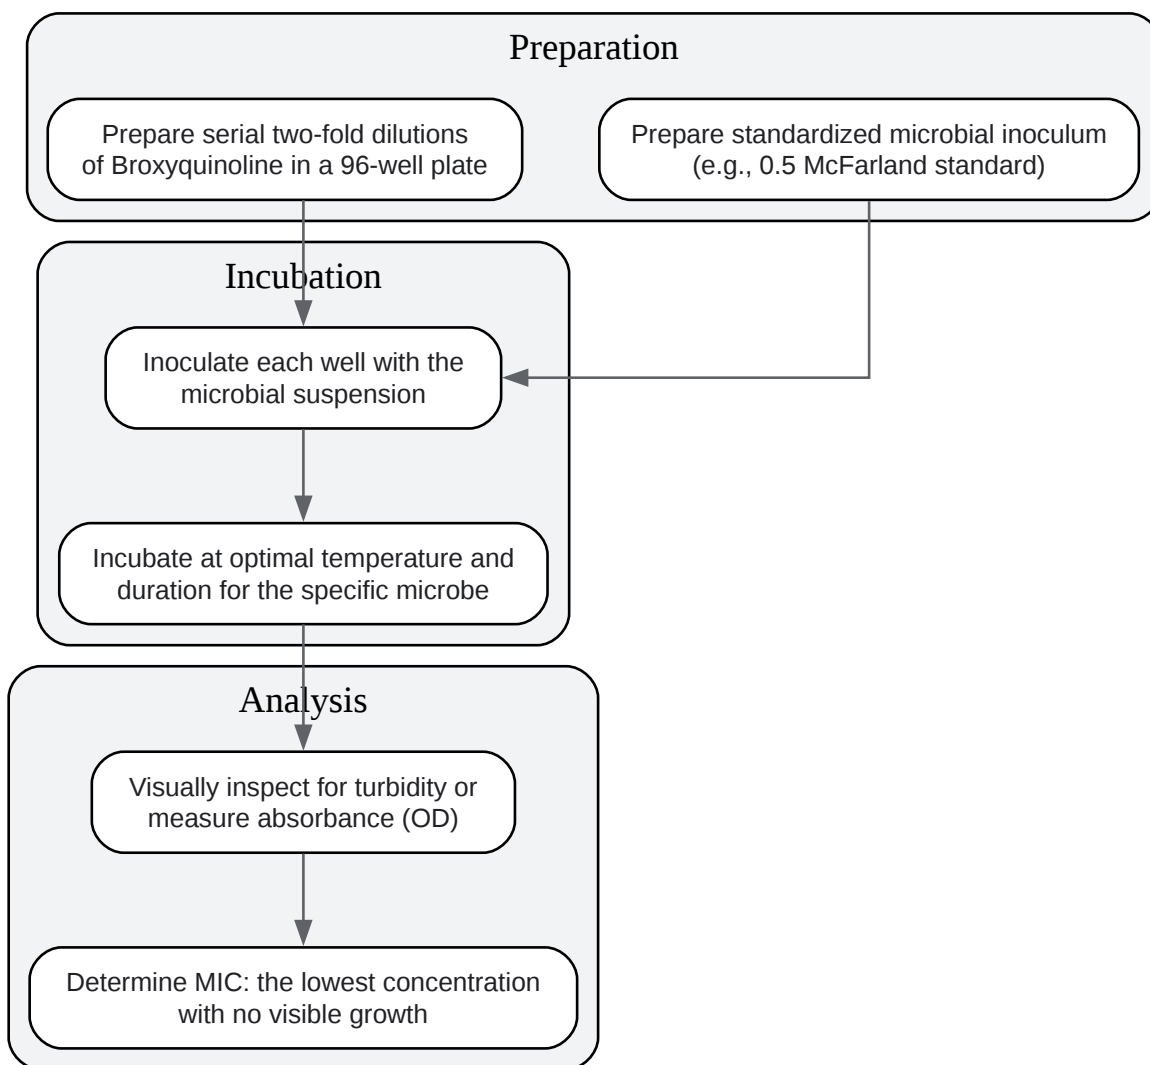 Preparation
Prepare serial two-fold dilutions
of Broxyquinoline in a 96-well plate
Prepare standardized microbial inoculum
(e.g., 0.5 McFarland standard)
Incubation
Inoculate each well with the
microbial suspension
Incubate at optimal temperature and
duration for the specific microbe
Analysis
Visually inspect for turbidity or
measure absorbance (OD)
Determine MIC: the lowest concentration
with no visible growth